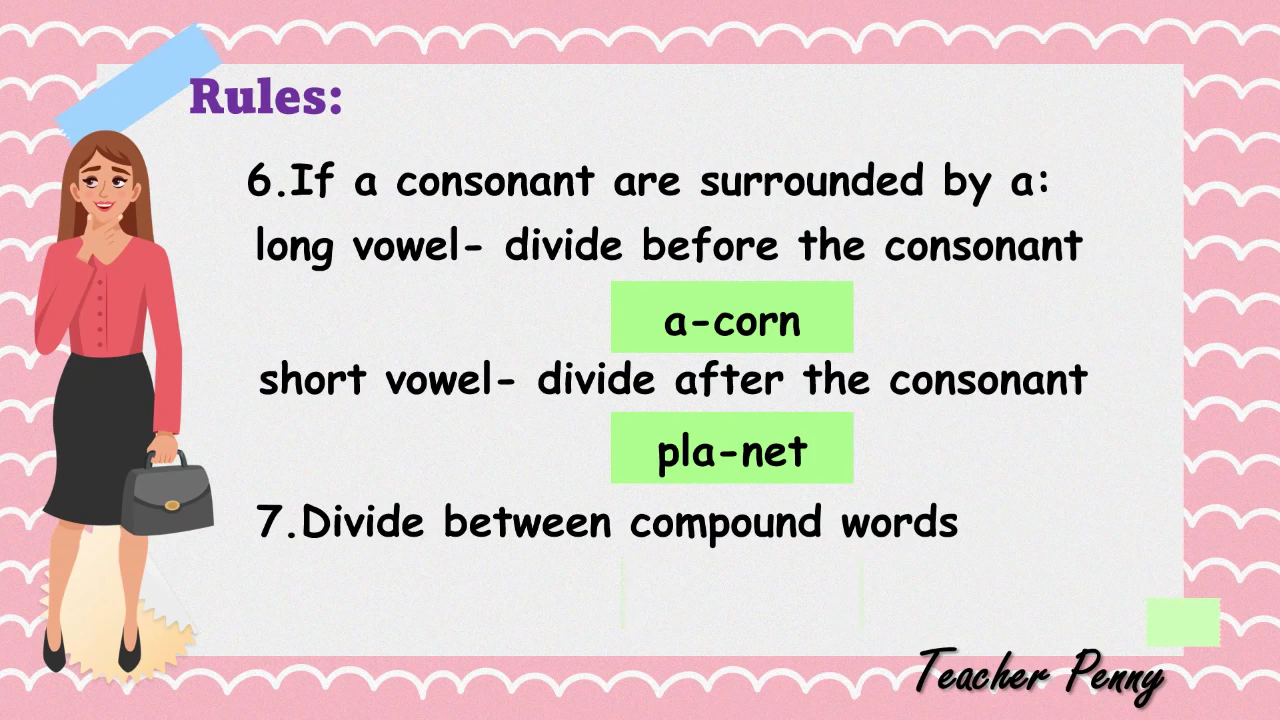 Rules:
6.If a consonant are surrounded by a:
long vowel- divide before the consonant
a-corn
short vowel- divide after the consonant
pla-net
7.Divide between compound words
Teacher Penny